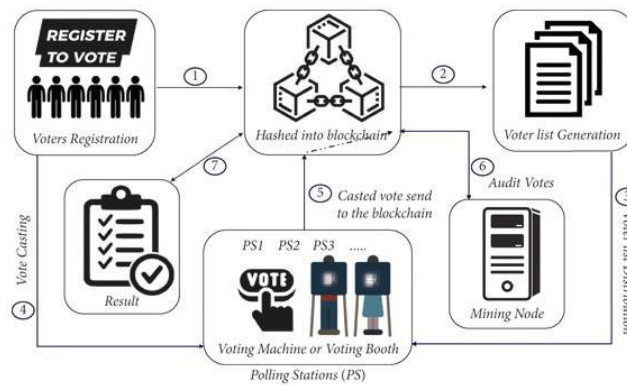 REGISTER
TO VOTE
Voters Registration
1
Hashed into blockchain
2
Voter list Generation
7
6
5
Casted vote send
to the blockchain
Audit Votes
3
Vote Casting
4
Result
PS1 PS2 PS3 .....
VOTE
Voting Machine or Voting Booth
Mining Node
Polling Stations (PS)